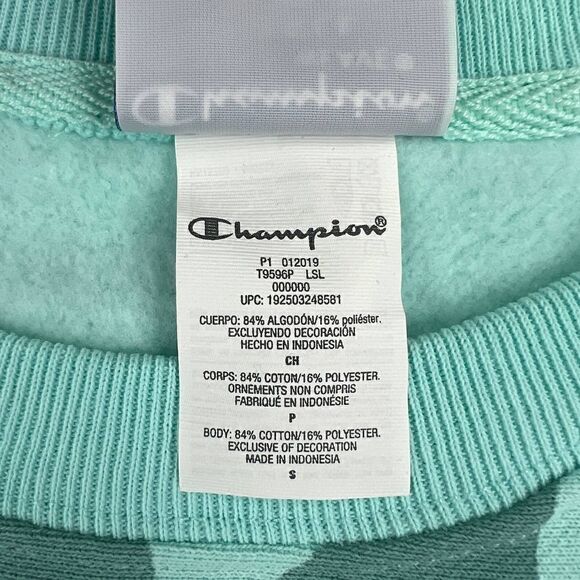 Champion®
P1 012019
T9596P LSL
000000
UPC: 192503248581
CUERPO: 84% ALGODÓN/16% poliéster.
EXCLUYENDO DECORACIÓN
HECHO EN INDONESIA
CH
CORPS: 84% COTON/16% POLYESTER.
ORNEMENTS NON COMPRIS
FABRIQUÉ EN INDONÉSIE
P
BODY: 84% COTTON/16% POLYESTER.
EXCLUSIVE OF DECORATION
MADE IN INDONESIA
S